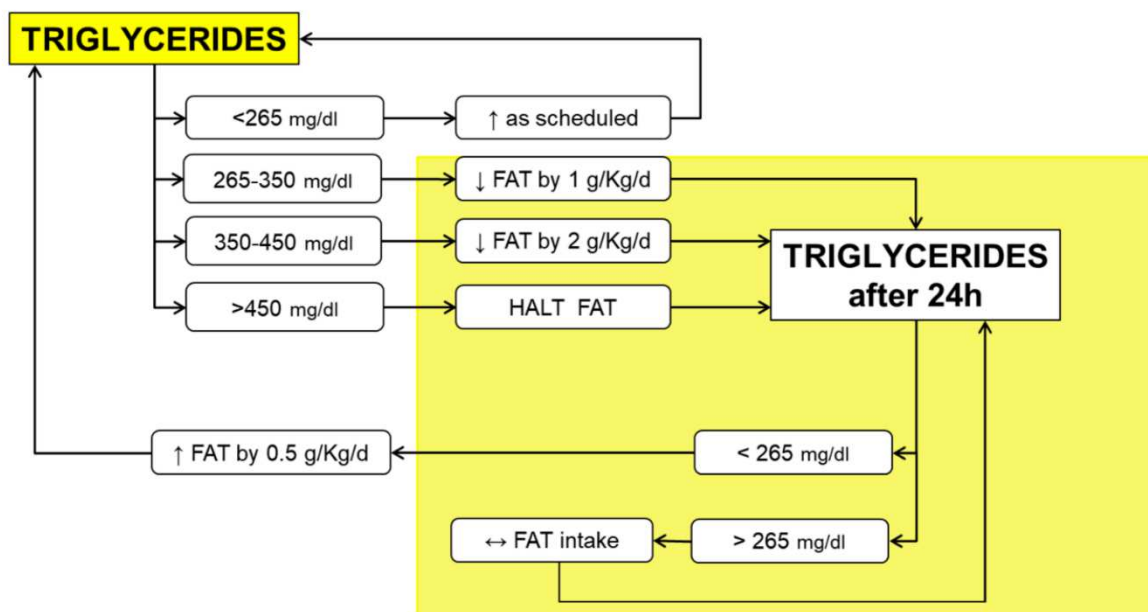 TRIGLYCERIDES
<265 mg/dl
↑ as scheduled
265-350 mg/dl
↓ FAT by 1 g/Kg/d
350-450 mg/dl
↓ FAT by 2 g/Kg/d
>450 mg/dl
HALT FAT
TRIGLYCERIDES
after 24h
↑ FAT by 0.5 g/Kg/d
< 265 mg/dl
↔ FAT intake
> 265 mg/dl